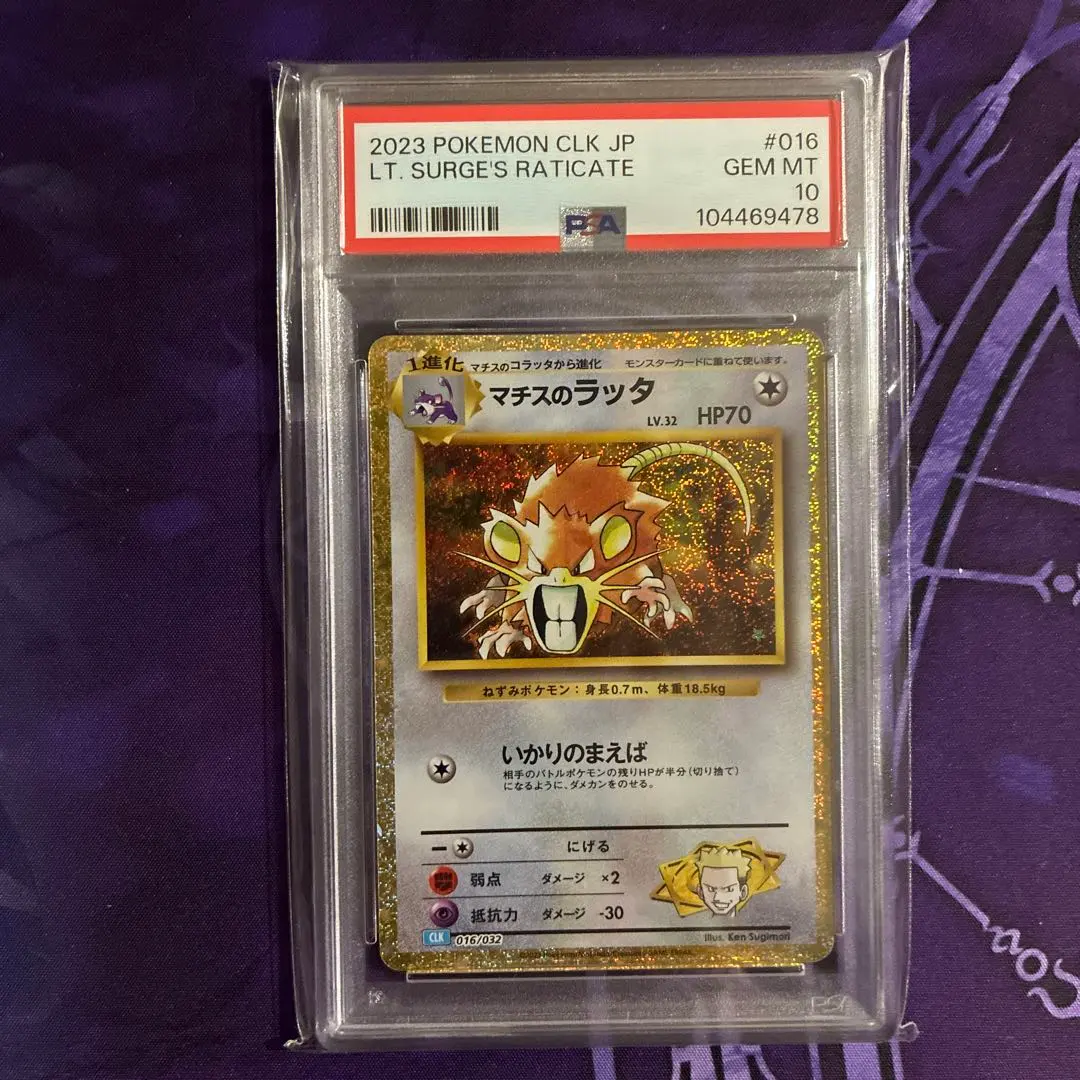 2023 POKEMON CLK JP #016
LT. SURGE'S RATICATE GEM MT
10
PSA 104469478
1進化 マチスのコラッタから進化 モンスターカードに重ねて使います。
マチスのラッタ
LV.32 HP70
ねずみポケモン：身長0.7m、体重18.5kg
いかりのまえば
相手のバトルポケモンの残りHPが半分（切り捨て）
になるように、ダメカンをのせる。
にげる
弱点 ダメージ ×2
抵抗力 ダメージ -30
CLK 016/032
Illus. Ken Sugimori
PSA